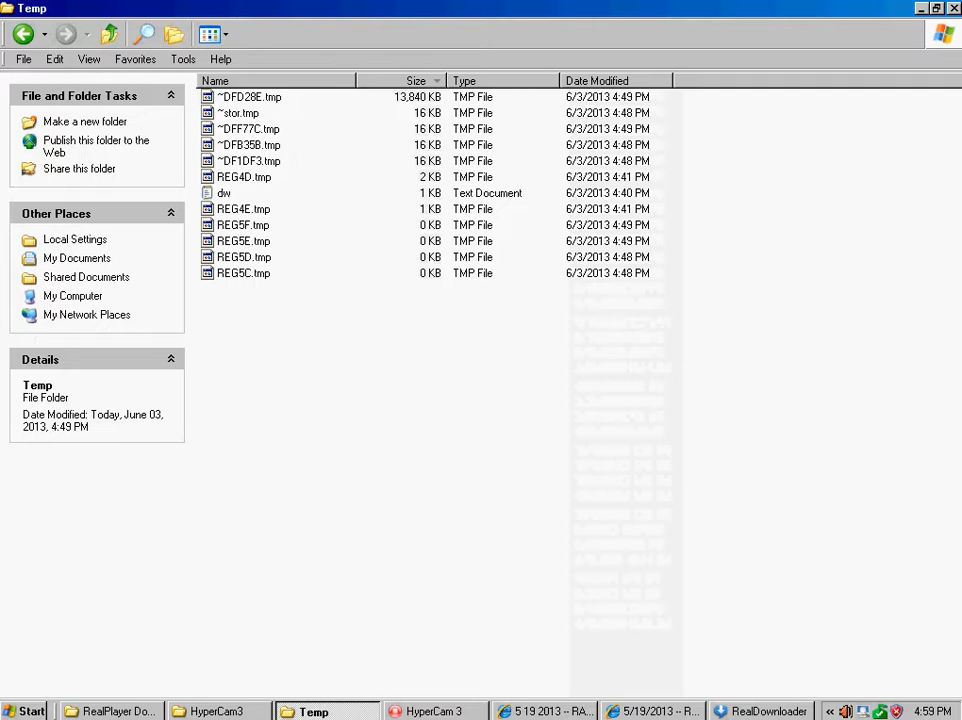 Temp
File Edit View Favorites Tools Help
Name Size Type Date Modified
File and Folder Tasks
Make a new folder
Publish this folder to the
Web
Share this folder
Other Places
Local Settings
My Documents
Shared Documents
My Computer
My Network Places
Details
Temp
File Folder
Date Modified: Today, June 03,
2013, 4:49 PM
~DFD28E.tmp 13,840 KB TMP File 6/3/2013 4:49 PM
~stor.tmp 16 KB TMP File 6/3/2013 4:48 PM
~DFF77C.tmp 16 KB TMP File 6/3/2013 4:49 PM
~DFB35B.tmp 16 KB TMP File 6/3/2013 4:48 PM
~DF1DF3.tmp 16 KB TMP File 6/3/2013 4:48 PM
REG4D.tmp 2 KB TMP File 6/3/2013 4:41 PM
dw 1 KB Text Document 6/3/2013 4:40 PM
REG4E.tmp 1 KB TMP File 6/3/2013 4:41 PM
REG5F.tmp 0 KB TMP File 6/3/2013 4:49 PM
REG5E.tmp 0 KB TMP File 6/3/2013 4:49 PM
REG5D.tmp 0 KB TMP File 6/3/2013 4:48 PM
REG5C.tmp 0 KB TMP File 6/3/2013 4:48 PM
Start RealPlayer Do... HyperCam3 Temp HyperCam 3 5 19 2013 -- RA... 5/19/2013 -- R... RealDownloader « 4:59 PM